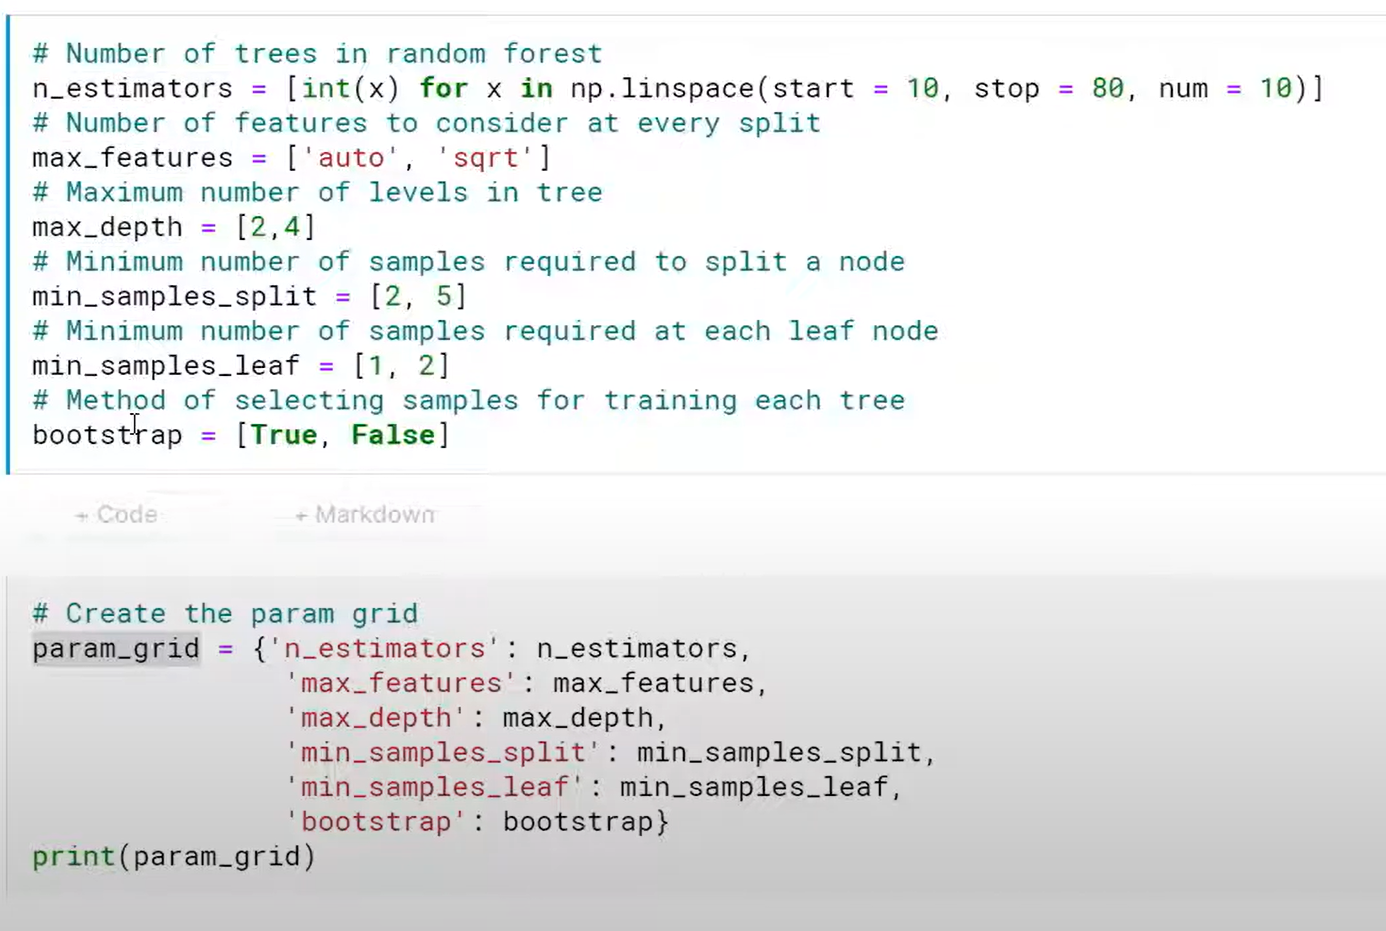 # Number of trees in random forest
n_estimators = [int(x) for x in np.linspace(start = 10, stop = 80, num = 10)]
# Number of features to consider at every split
max_features = ['auto', 'sqrt']
# Maximum number of levels in tree
max_depth = [2,4]
# Minimum number of samples required to split a node
min_samples_split = [2, 5]
# Minimum number of samples required at each leaf node
min_samples_leaf = [1, 2]
# Method of selecting samples for training each tree
bootstrap = [True, False]
+ Code + Markdown
# Create the param grid
param_grid = {'n_estimators': n_estimators,
'max_features': max_features,
'max_depth': max_depth,
'min_samples_split': min_samples_split,
'min_samples_leaf': min_samples_leaf,
'bootstrap': bootstrap}
print(param_grid)